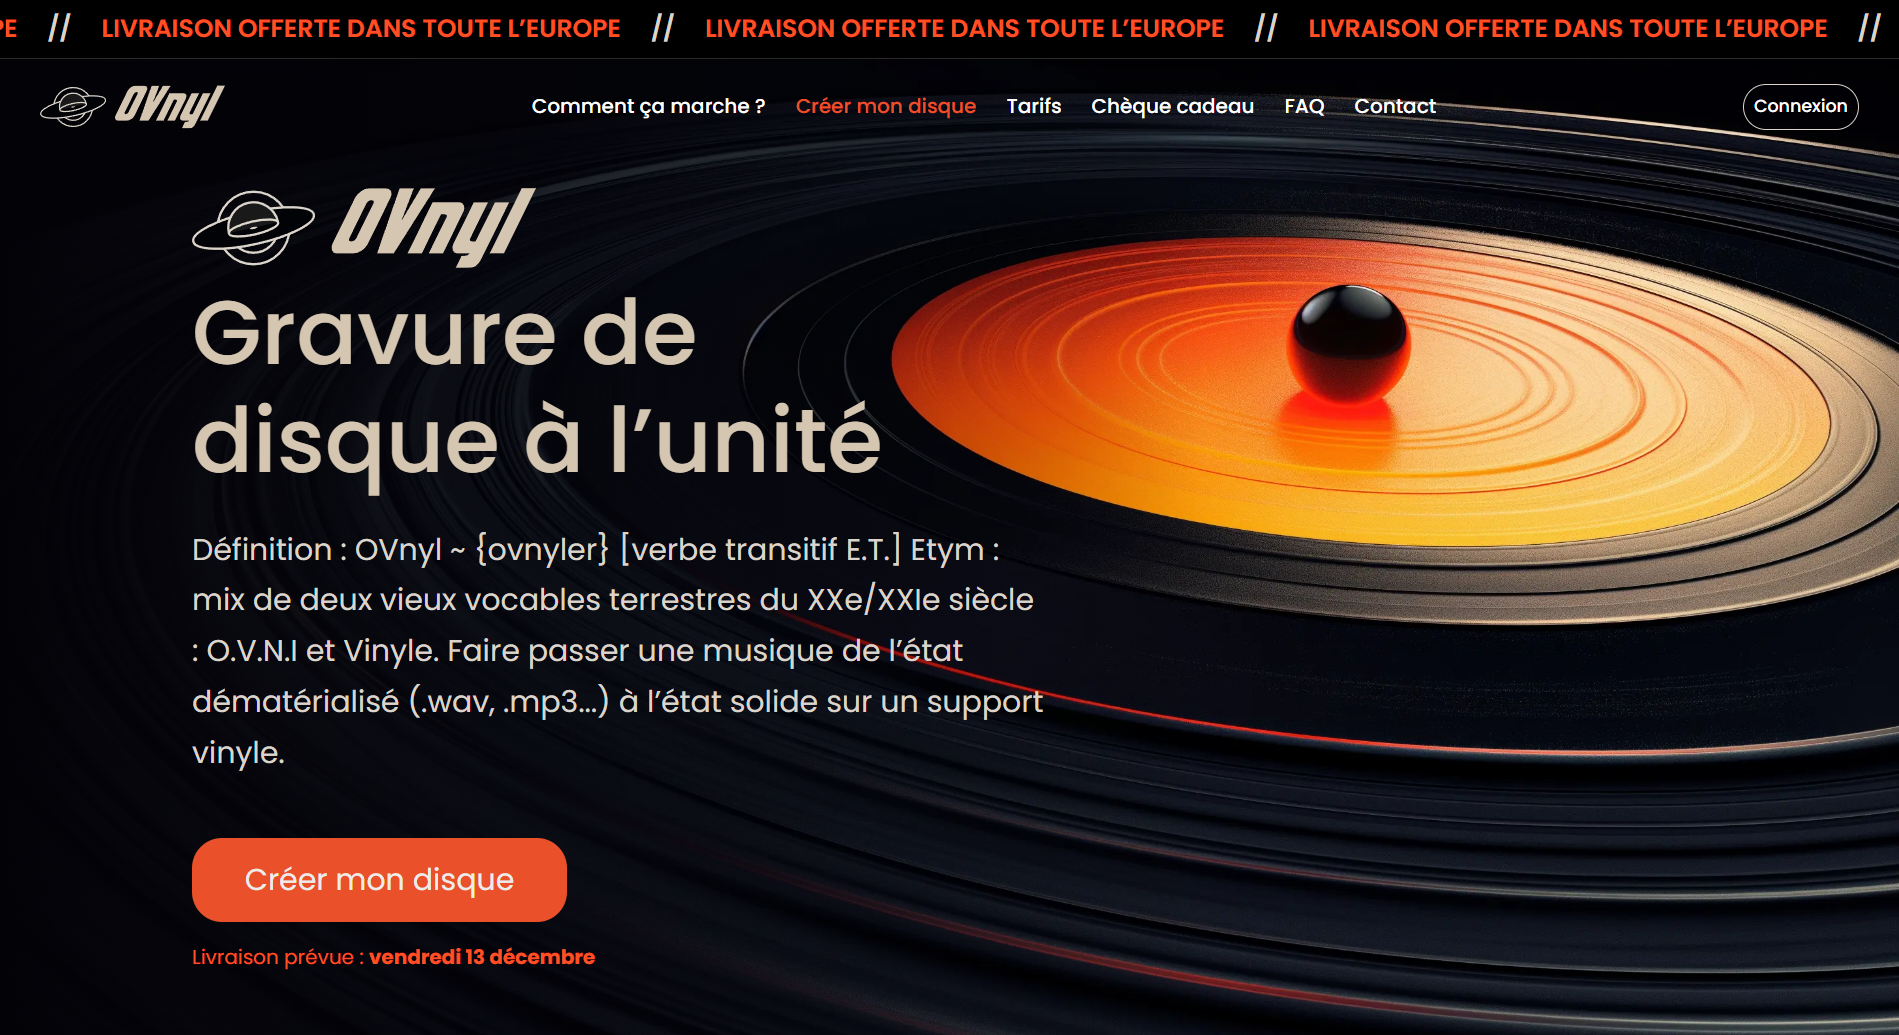 // LIVRAISON OFFERTE DANS TOUTE L’EUROPE // LIVRAISON OFFERTE DANS TOUTE L’EUROPE // LIVRAISON OFFERTE DANS TOUTE L’EUROPE //
OVnyl Comment ça marche ? Créer mon disque Tarifs Chèque cadeau FAQ Contact Connexion
OVnyl
Gravure de
disque à l’unité
Définition : OVnyl ~ {ovnyler} [verbe transitif E.T.] Etym :
mix de deux vieux vocables terrestres du XXe/XXIe siècle
: O.V.N.I et Vinyle. Faire passer une musique de l’état
dématérialisé (.wav, .mp3...) à l’état solide sur un support
vinyle.
Créer mon disque
Livraison prévue : vendredi 13 décembre